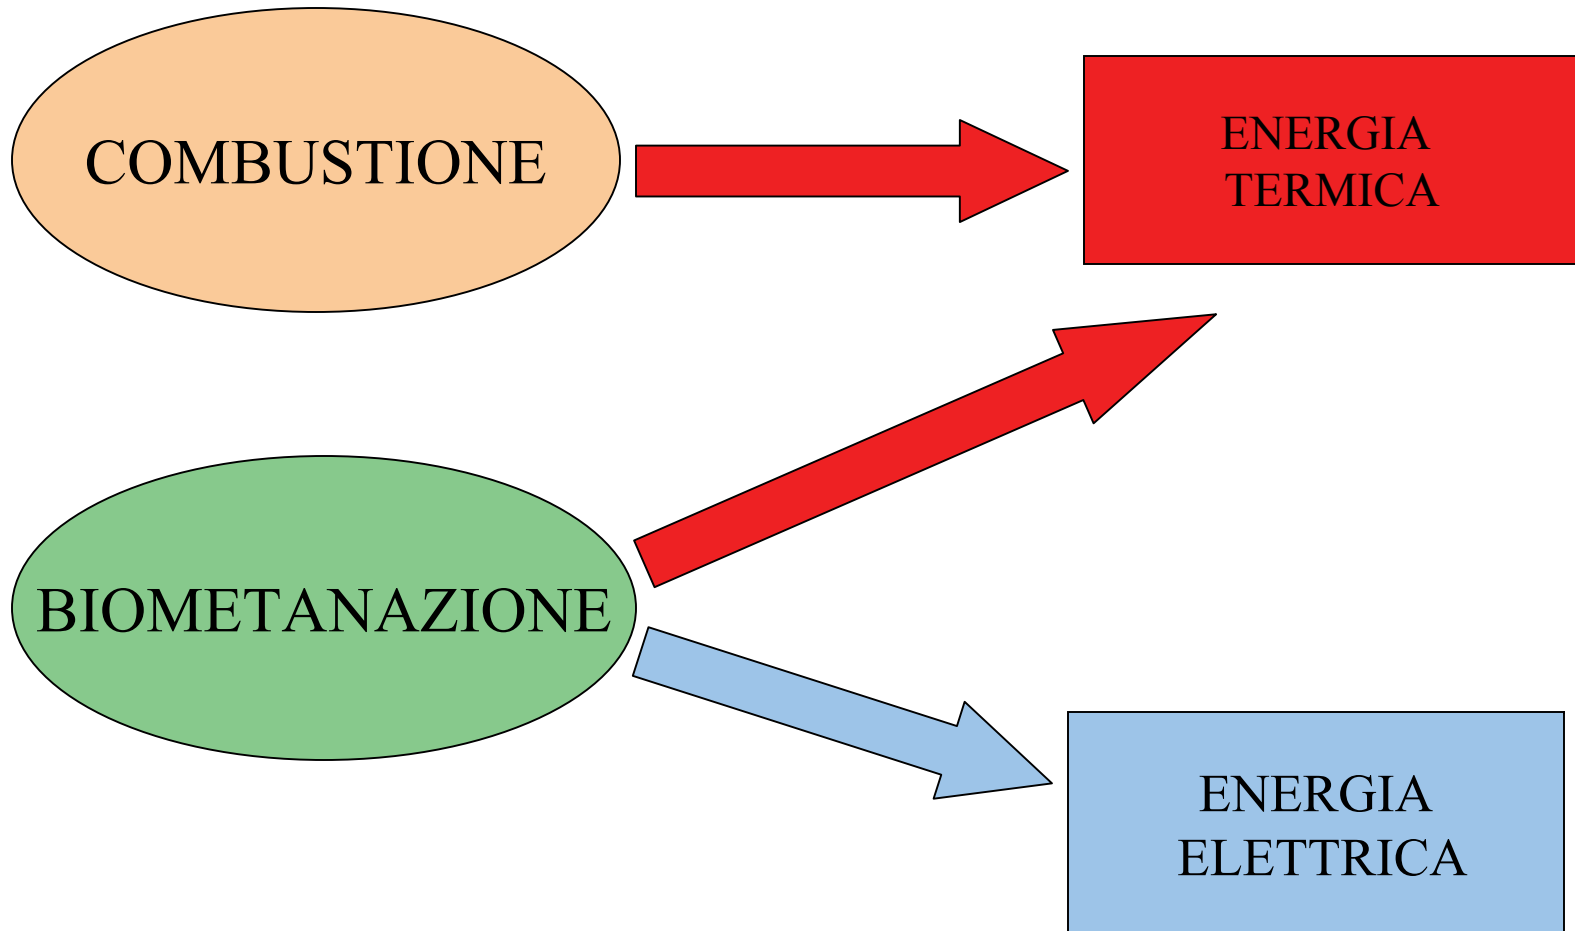 COMBUSTIONE
ENERGIA
TERMICA
BIOMETANAZIONE
ENERGIA
ELETTRICA